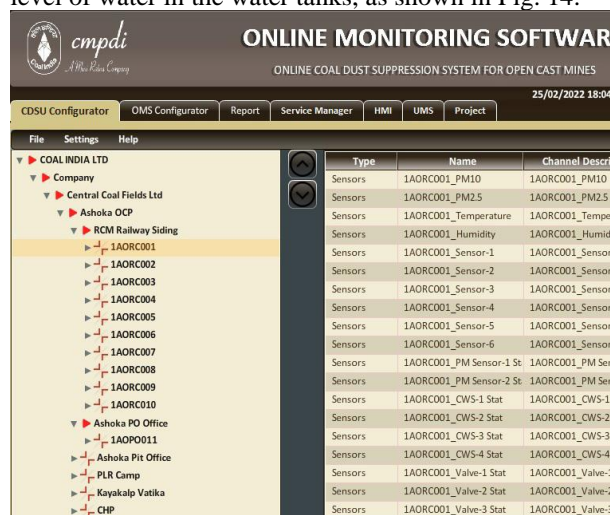 level of water in the water tanks, as shown in Fig. 14.
cmpdi
A Mini Ratna Company
ONLINE MONITORING SOFTWAR
ONLINE COAL DUST SUPPRESSION SYSTEM FOR OPEN CAST MINES
25/02/2022 18:04
CDSU Configurator OMS Configurator Report Service Manager HMI UMS Project
File Settings Help
COAL INDIA LTD
Company
Central Coal Fields Ltd
Ashoka OCP
RCM Railway Siding
1AORC001
1AORC002
1AORC003
1AORC004
1AORC005
1AORC006
1AORC007
1AORC008
1AORC009
1AORC010
Ashoka PO Office
1AOPO011
Ashoka Pit Office
PLR Camp
Kayakalp Vatika
CHP
Type Name Channel Descri
Sensors 1AORC001_PM10 1AORC001_PM10
Sensors 1AORC001_PM2.5 1AORC001_PM2.5
Sensors 1AORC001_Temperature 1AORC001_Tempe
Sensors 1AORC001_Humidity 1AORC001_Humid
Sensors 1AORC001_Sensor-1 1AORC001_Sensor
Sensors 1AORC001_Sensor-2 1AORC001_Sensor
Sensors 1AORC001_Sensor-3 1AORC001_Sensor
Sensors 1AORC001_Sensor-4 1AORC001_Sensor
Sensors 1AORC001_Sensor-5 1AORC001_Sensor
Sensors 1AORC001_Sensor-6 1AORC001_Sensor
Sensors 1AORC001_PM Sensor-1 St 1AORC001_PM Ser
Sensors 1AORC001_PM Sensor-2 St 1AORC001_PM Ser
Sensors 1AORC001_CWS-1 Stat 1AORC001_CWS-1
Sensors 1AORC001_CWS-2 Stat 1AORC001_CWS-2
Sensors 1AORC001_CWS-3 Stat 1AORC001_CWS-3
Sensors 1AORC001_CWS-4 Stat 1AORC001_CWS-4
Sensors 1AORC001_Valve-1 Stat 1AORC001_Valve-1
Sensors 1AORC001_Valve-2 Stat 1AORC001_Valve-2
Sensors 1AORC001_Valve-3 Stat 1AORC001_Valve-3